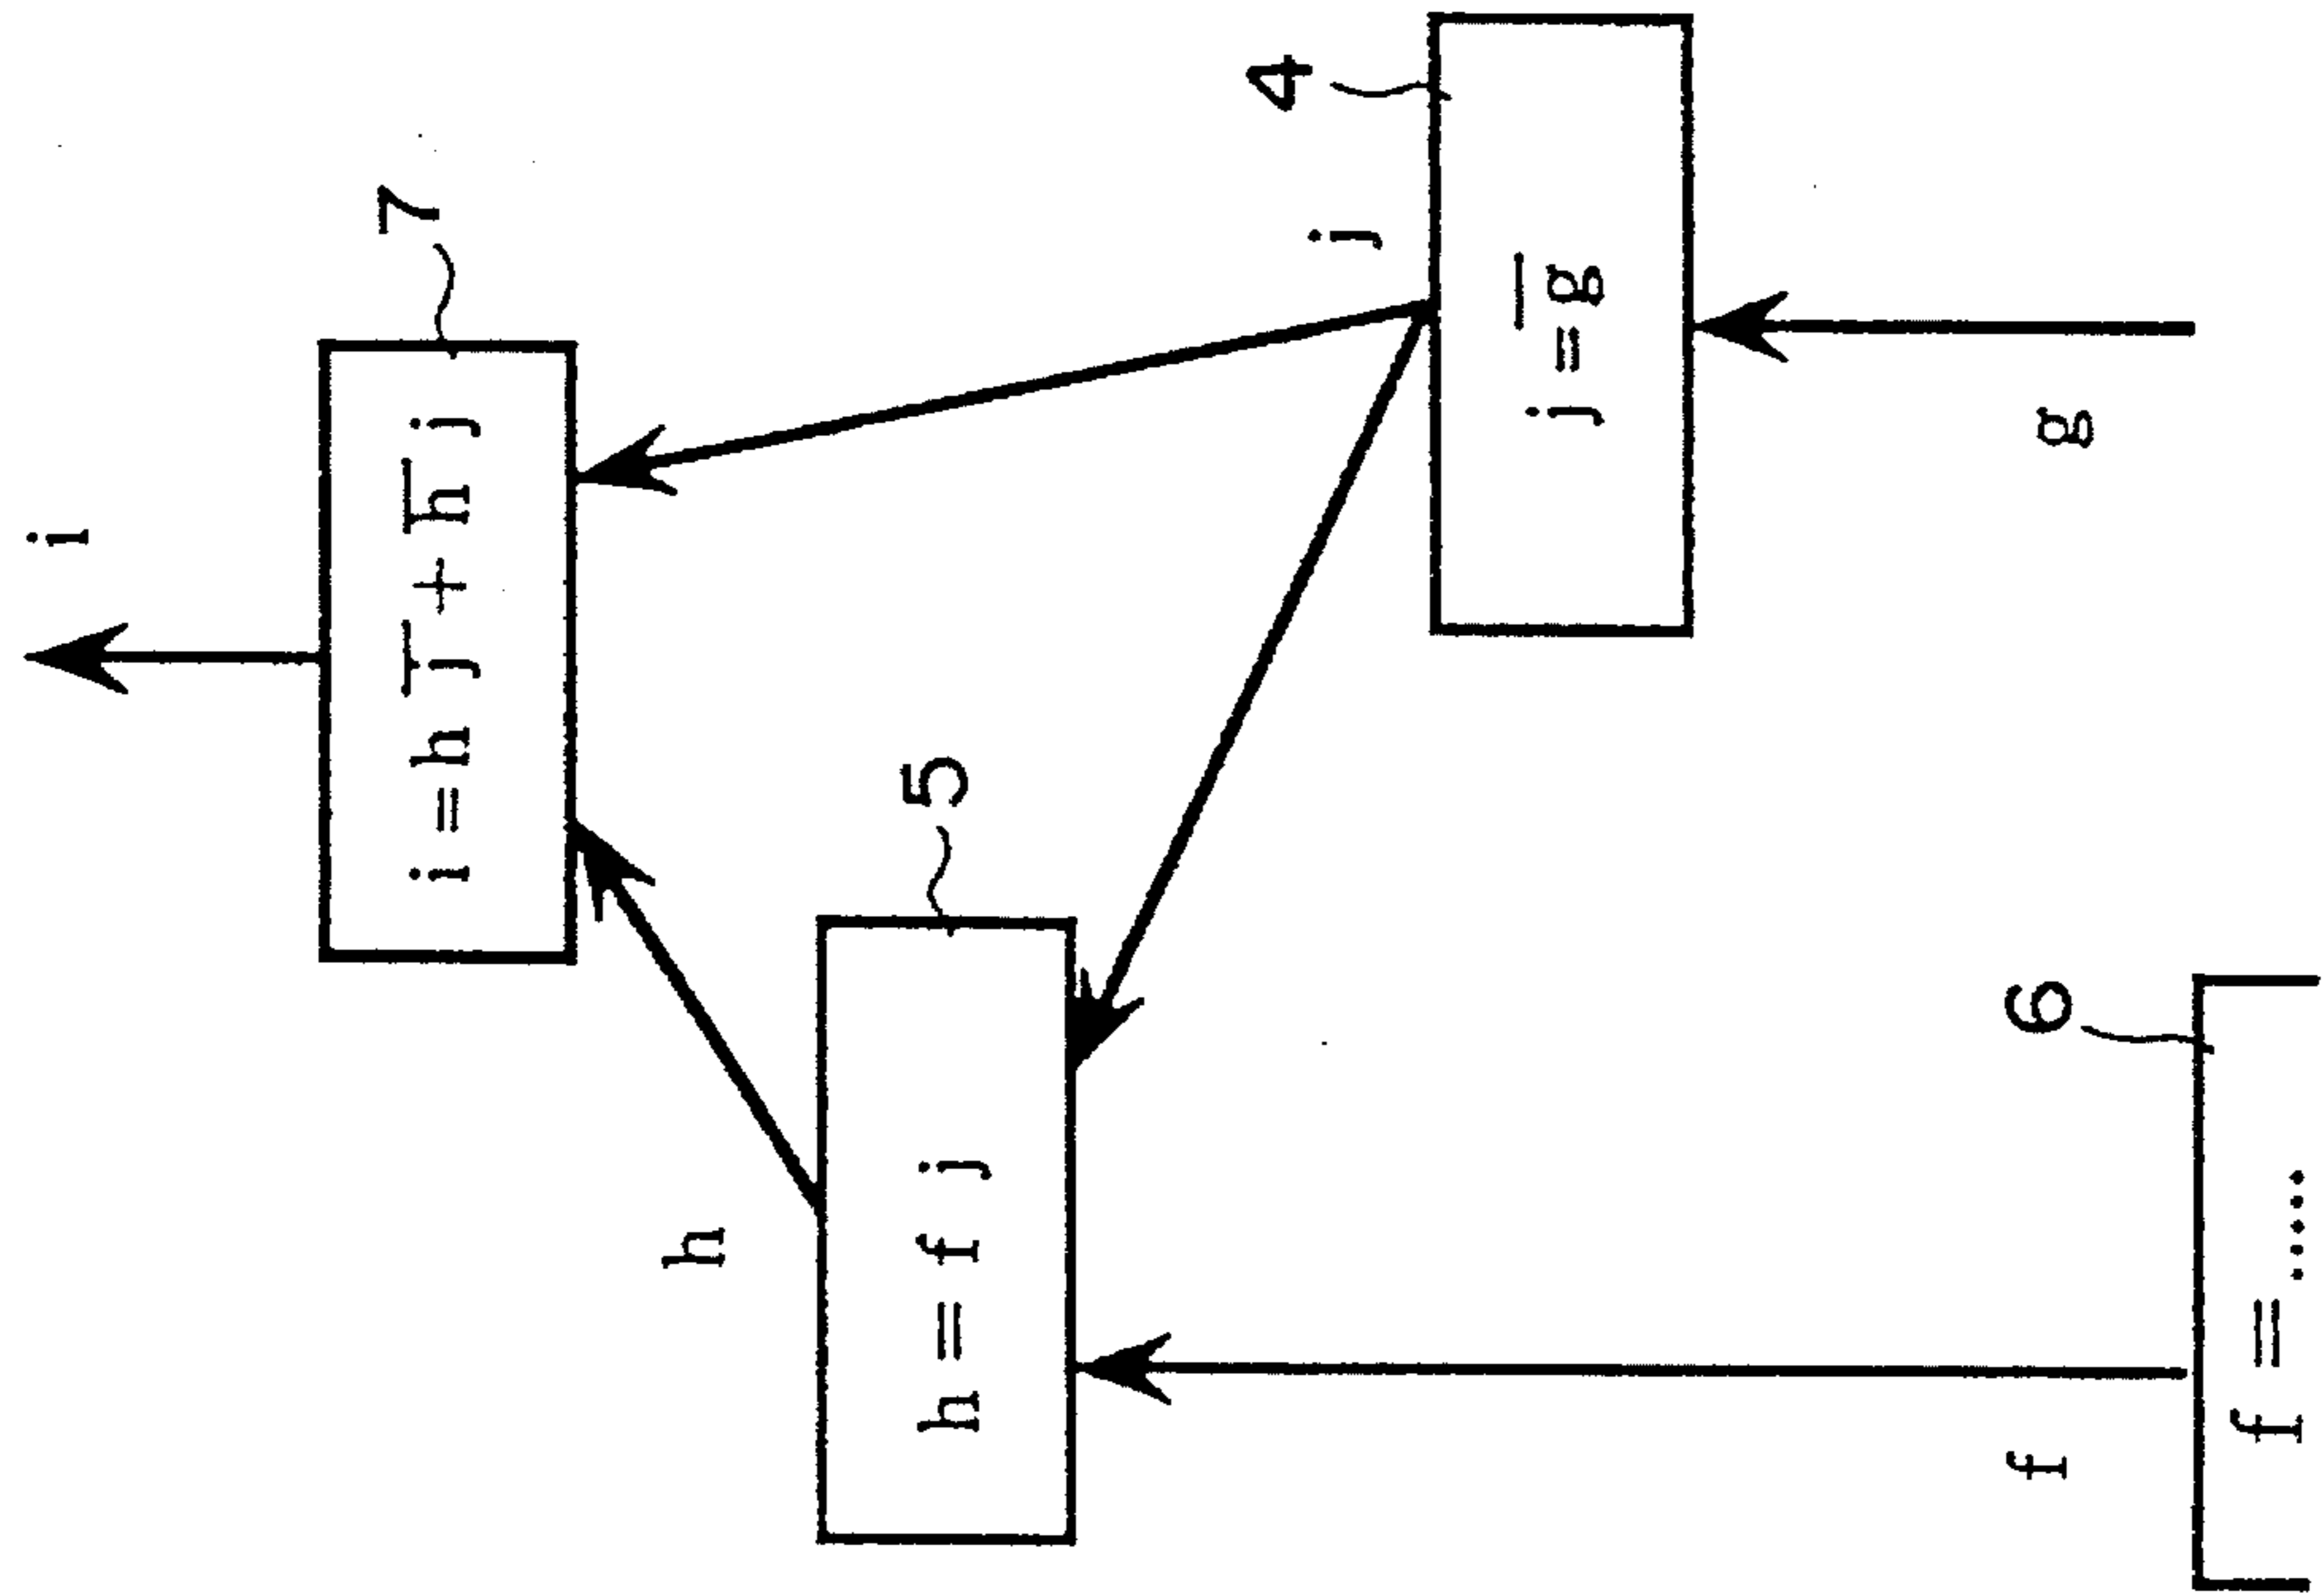 i
7
i = h j̅ + h̅ j
h
5
h = f j
4
j
j = g̅
f
6
g
f = .....